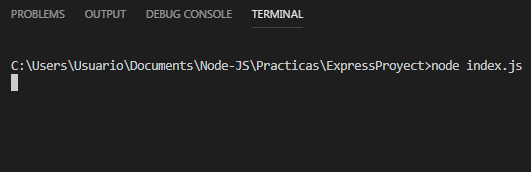 PROBLEMS OUTPUT DEBUG CONSOLE TERMINAL
C:\Users\Usuario\Documents\Node-JS\Practicas\ExpressProyect>node index.js